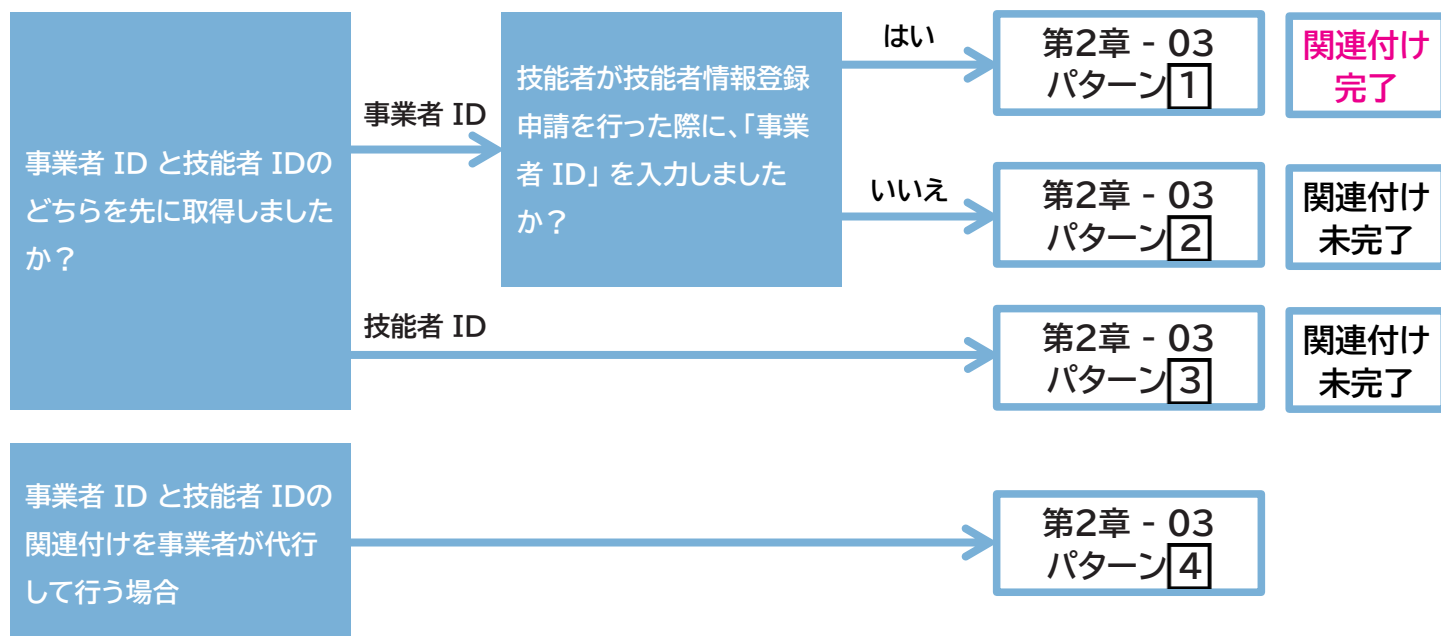 事業者 ID と技能者 IDの
どちらを先に取得しました
か？
事業者 ID
技能者が技能者情報登録
申請を行った際に、「事業
者 ID」を入力しました
か？
はい
第2章 - 03
パターン1
関連付け
完了
いいえ
第2章 - 03
パターン2
関連付け
未完了
技能者 ID
第2章 - 03
パターン3
関連付け
未完了
事業者 ID と技能者 IDの
関連付けを事業者が代行
して行う場合
第2章 - 03
パターン4